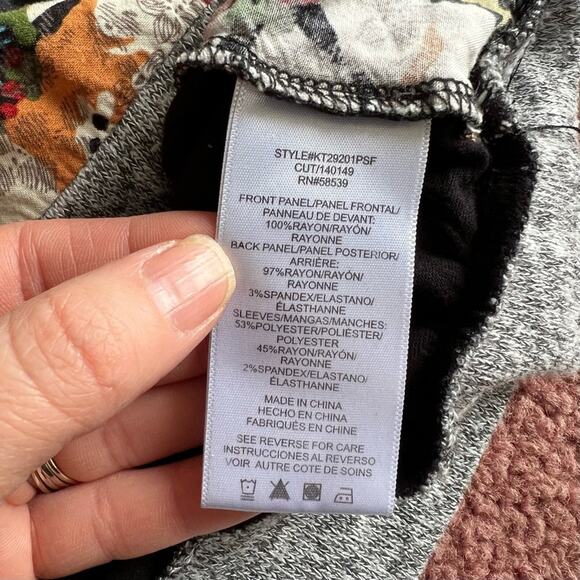 STYLE#KT29201PSF
CUT/140149
RN#58539
FRONT PANEL/PANEL FRONTAL/
PANNEAU DE DEVANT:
100%RAYON/RAYÓN/
RAYONNE
BACK PANEL/PANEL POSTERIOR/
ARRIÈRE:
97%RAYON/RAYÓN/
RAYONNE
3%SPANDEX/ELASTANO/
ÉLASTHANNE
SLEEVES/MANGAS/MANCHES:
53%POLYESTER/POLIÉSTER/
POLYESTER
45%RAYON/RAYÓN/
RAYONNE
2%SPANDEX/ELASTANO/
ÉLASTHANNE
MADE IN CHINA
HECHO EN CHINA
FABRIQUÉS EN CHINE
SEE REVERSE FOR CARE
INSTRUCCIONES AL REVERSO
VOIR AUTRE COTE DE SOINS